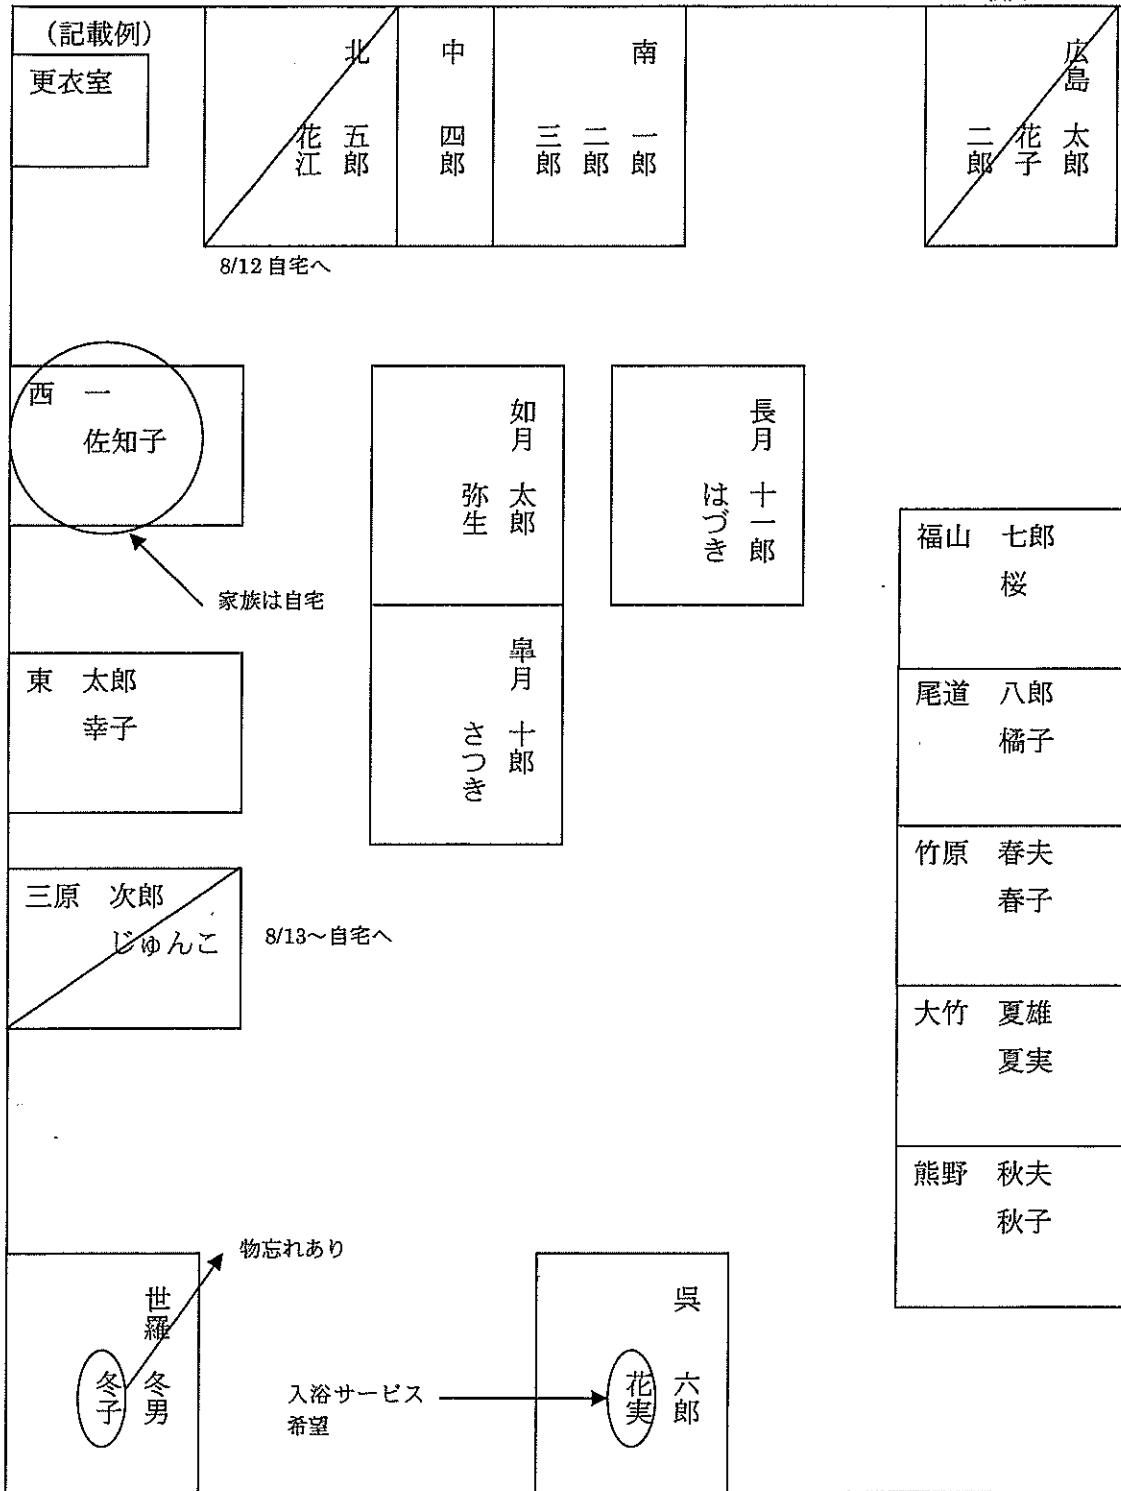 (記載例)
更衣室
北 五郎
花江
中 四郎
南 一郎
二郎
三郎
広島 太郎
花子
二郎
8/12 自宅へ
西 一
佐知子
家族は自宅
如月 太郎
弥生
長月 十一郎
はづき
皐月 十郎
さつき
東 太郎
幸子
三原 次郎
じゅんこ
8/13～自宅へ
福山 七郎
桜
尾道 八郎
橘子
竹原 春夫
春子
大竹 夏雄
夏実
熊野 秋夫
秋子
物忘れあり
世羅 冬男
冬子
入浴サービス
希望
呉 六郎
花実